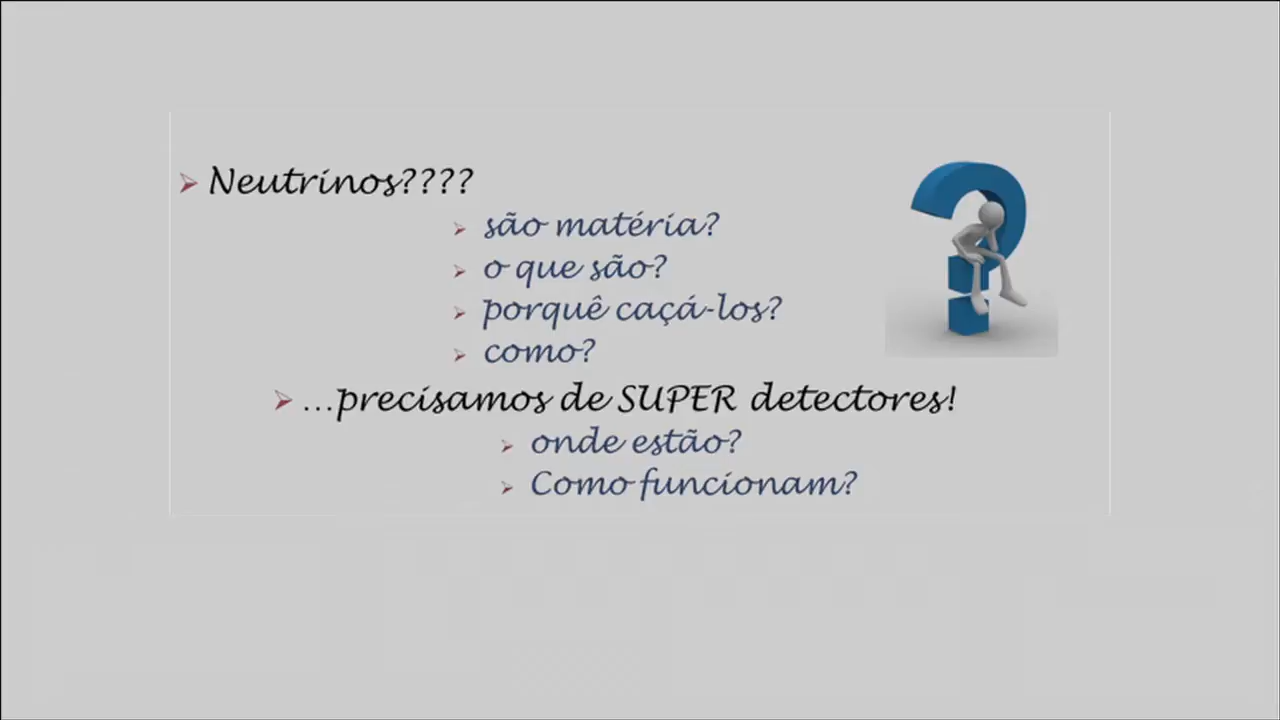 Neutrinos????
são matéria?
o que são?
porquê caçá-los?
como?
...precisamos de SUPER detectores!
onde estão?
Como funcionam?